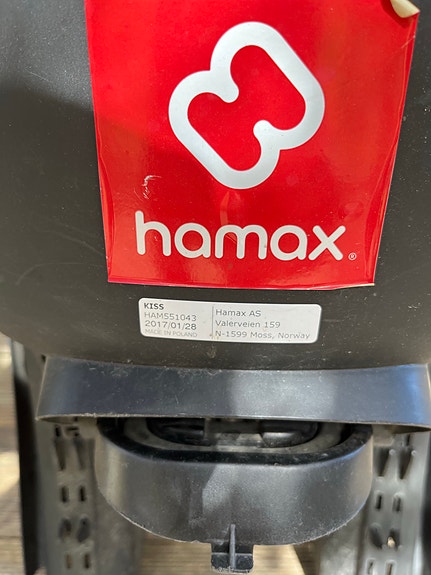 hamax®
KISS
HAM551043
2017/01/28
MADE IN POLAND
Hamax AS
Valerveien 159
N-1599 Moss, Norway